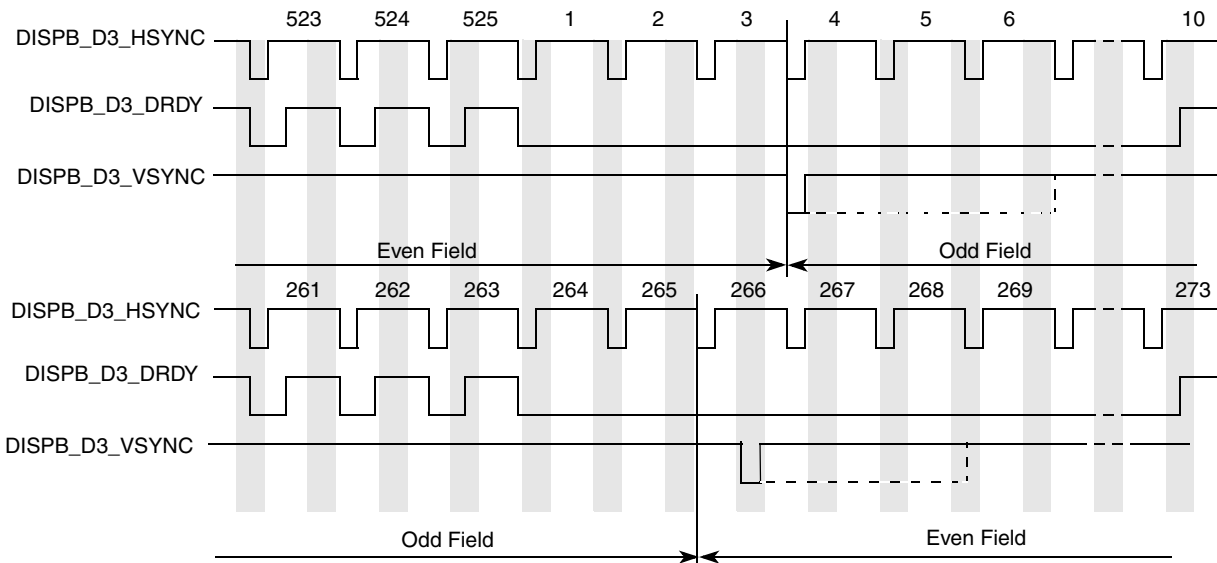 523 524 525 1 2 3 4 5 6 10
DISPB_D3_HSYNC
DISPB_D3_DRDY
DISPB_D3_VSYNC
Even Field Odd Field
261 262 263 264 265 266 267 268 269 273
DISPB_D3_HSYNC
DISPB_D3_DRDY
DISPB_D3_VSYNC
Odd Field Even Field